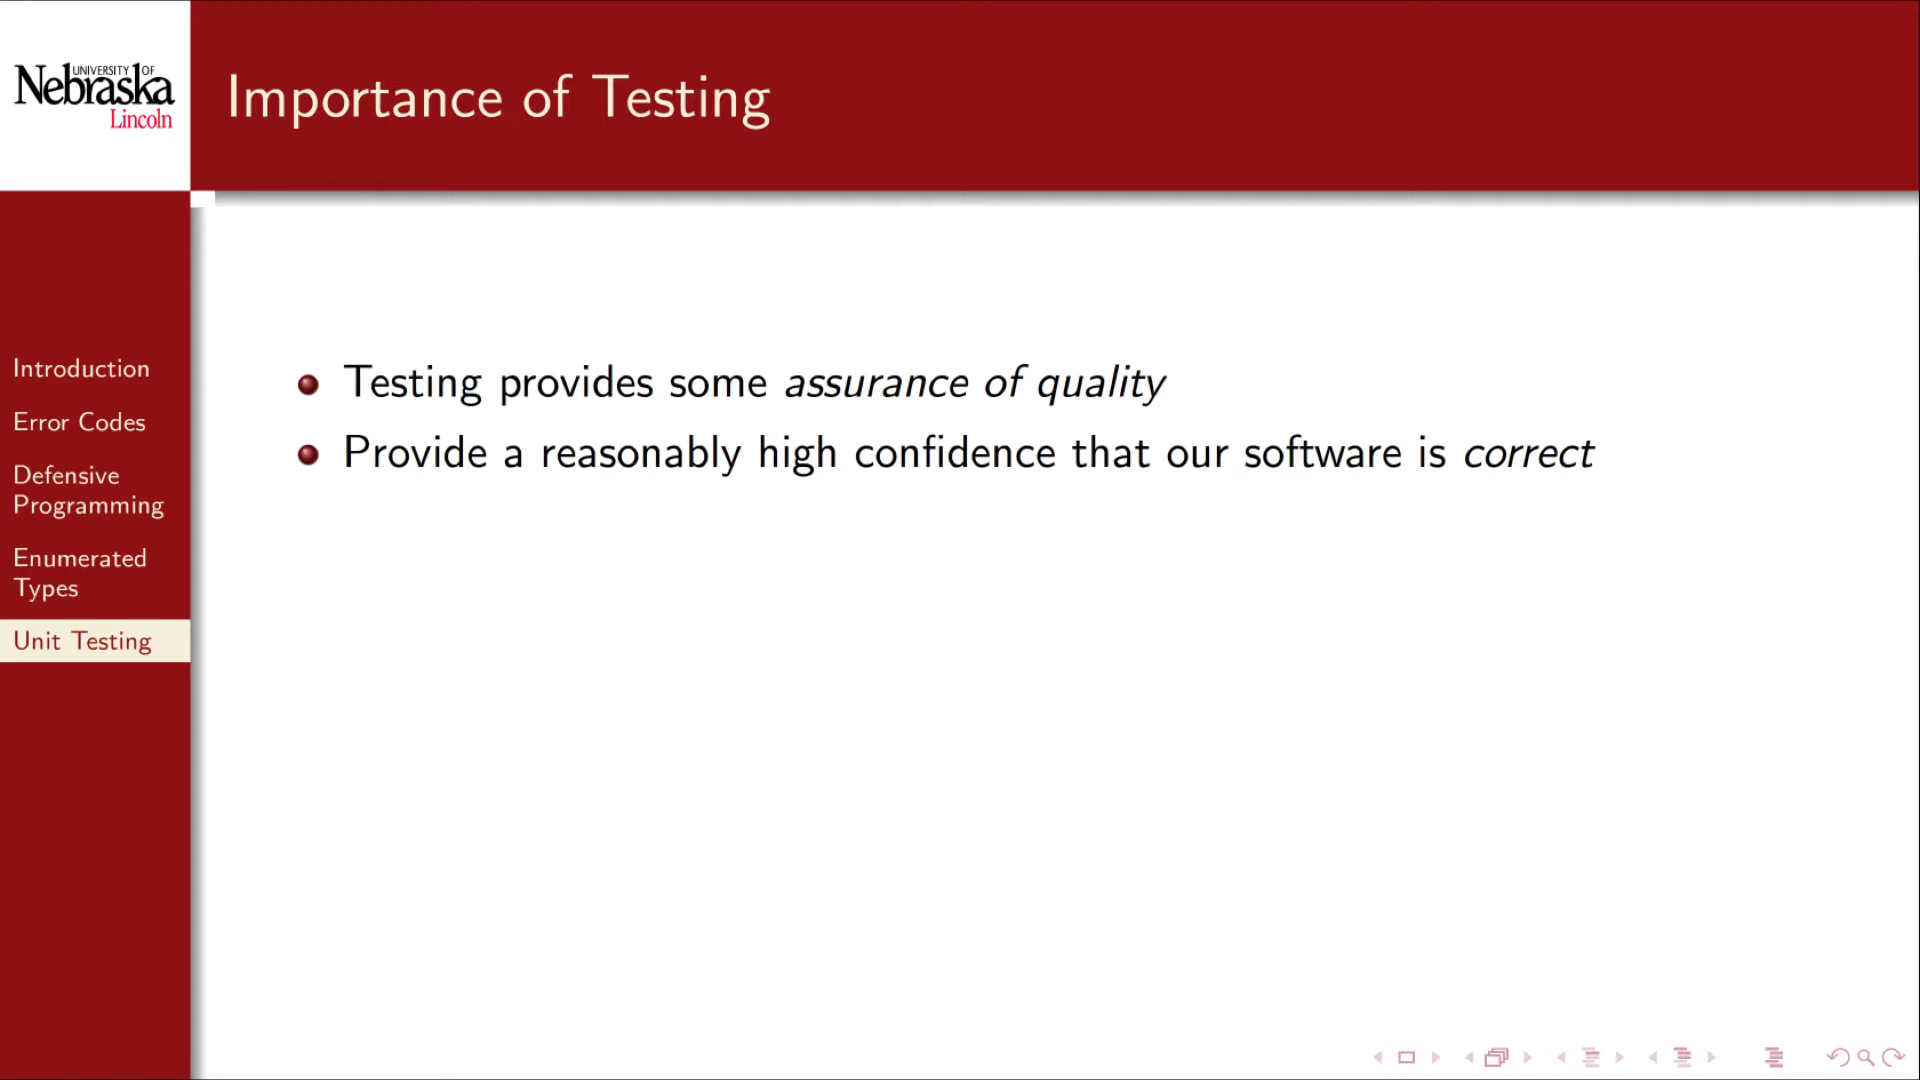 UNIVERSITY OF
Nebraska
Lincoln
Importance of Testing
Introduction
Error Codes
Defensive
Programming
Enumerated
Types
Unit Testing
Testing provides some assurance of quality
Provide a reasonably high confidence that our software is correct